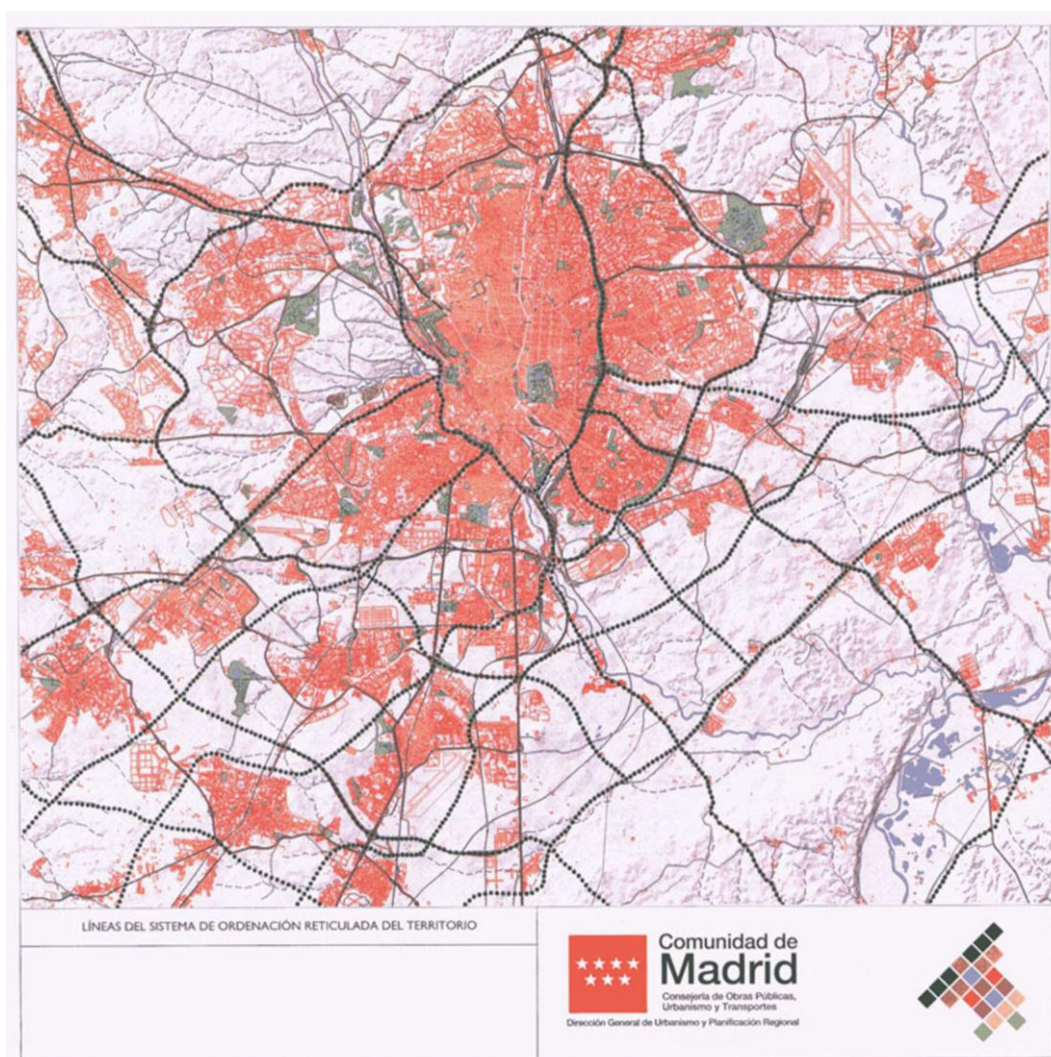 LÍNEAS DEL SISTEMA DE ORDENACIÓN RETICULADA DEL TERRITORIO
Comunidad de
Madrid
Consejería de Obras Públicas,
Urbanismo y Transportes
Dirección General de Urbanismo y Planificación Regional